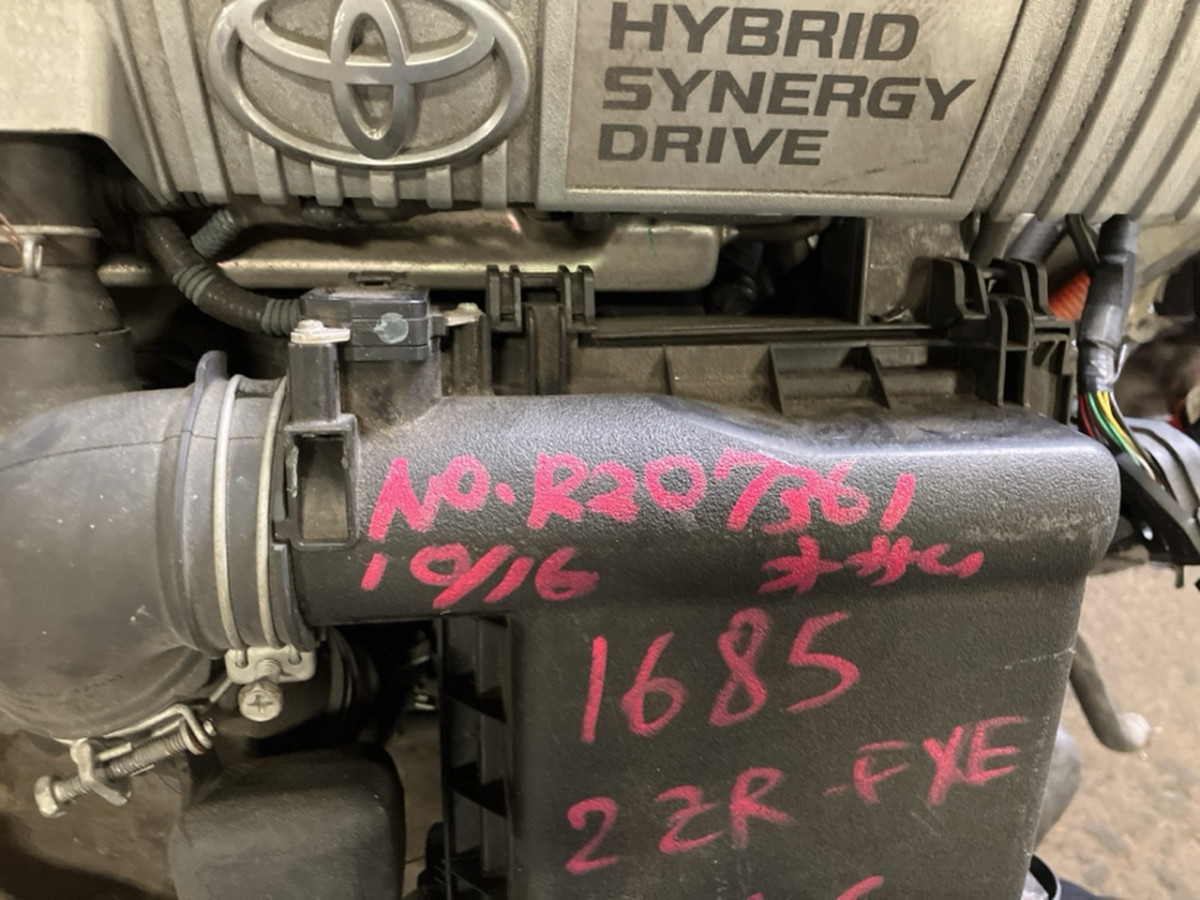 HYBRID
SYNERGY
DRIVE
NO.R207361
10/16
1685
2ZR-FXE